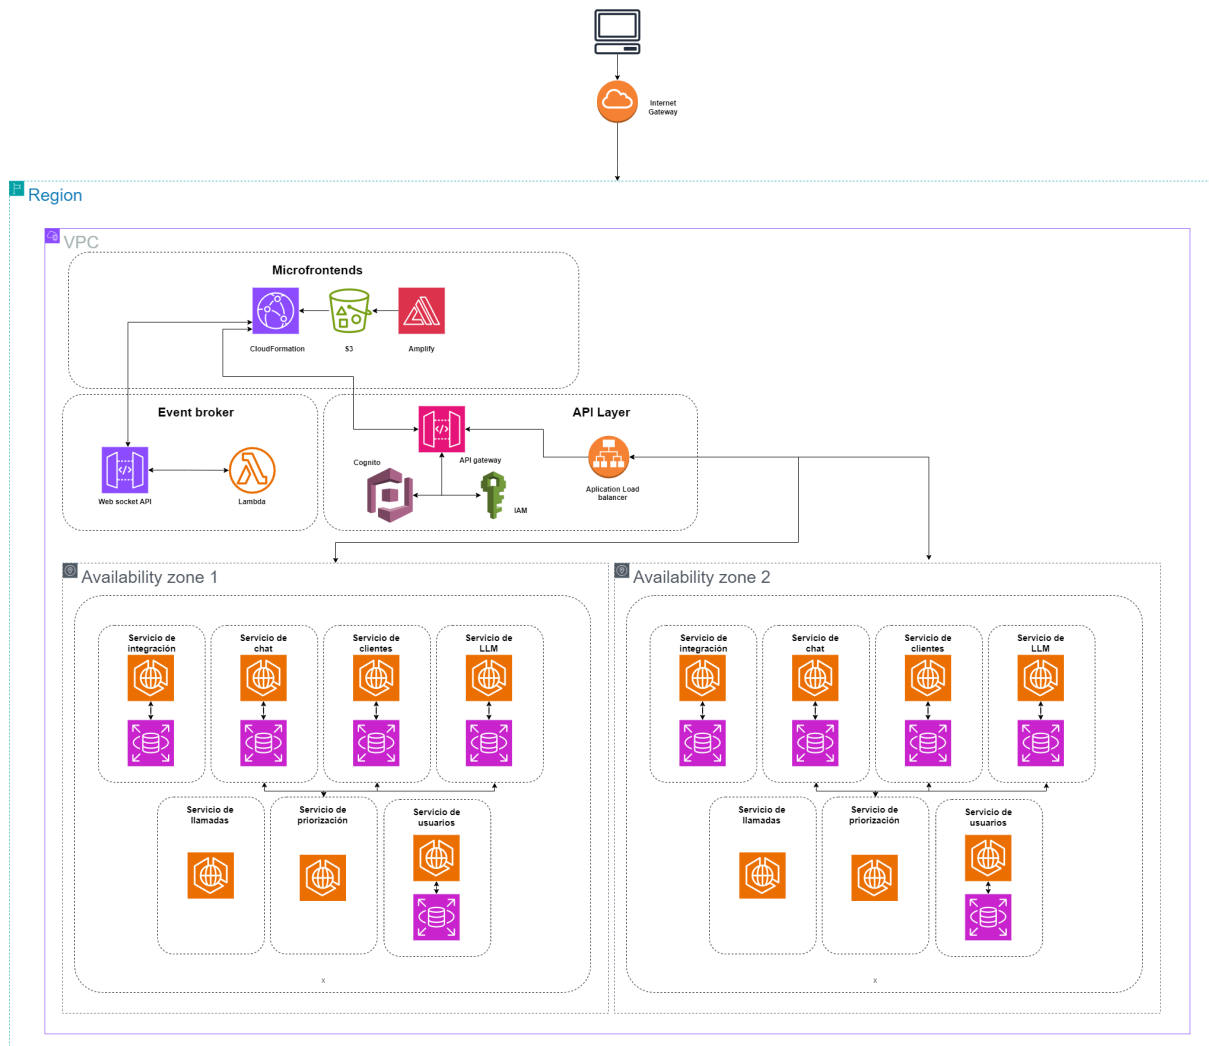 Internet
Gateway
Region
VPC
Microfrontends
CloudFormation
S3
Amplify
Event broker
Web socket API
Lambda
API Layer
API gateway
Cognito
IAM
Aplication Load
balancer
Availability zone 1
Servicio de
integración
Servicio de
chat
Servicio de
clientes
Servicio de
LLM
Servicio de
llamadas
Servicio de
priorización
Servicio de
usuarios
x
Availability zone 2
Servicio de
integración
Servicio de
chat
Servicio de
clientes
Servicio de
LLM
Servicio de
llamadas
Servicio de
priorización
Servicio de
usuarios
x